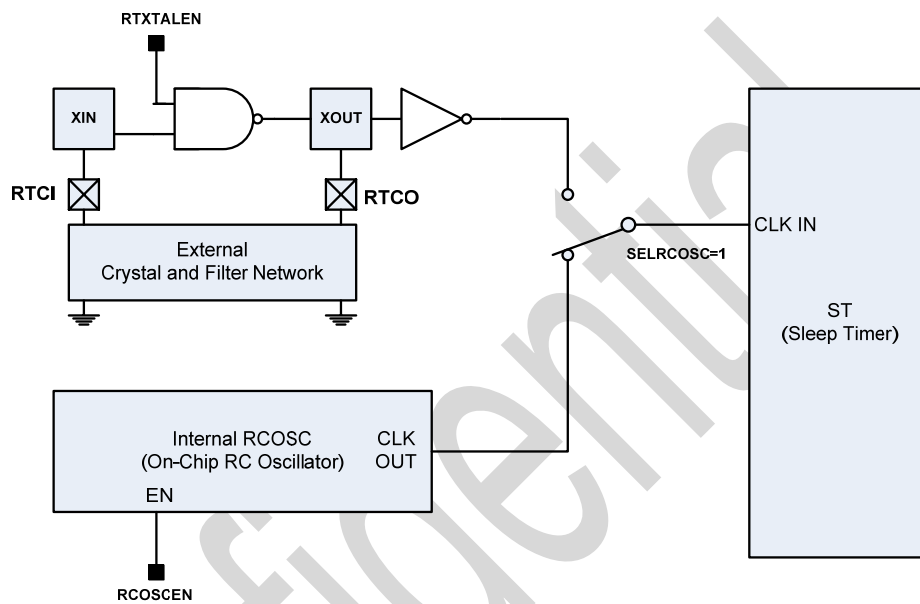 RTXTALEN
XIN
XOUT
RTCI
RTCO
External
Crystal and Filter Network
CLK IN
SELRCOSC=1
ST
(Sleep Timer)
Internal RCOSC
(On-Chip RC Oscillator)
CLK
OUT
EN
RCOSCEN
fidential